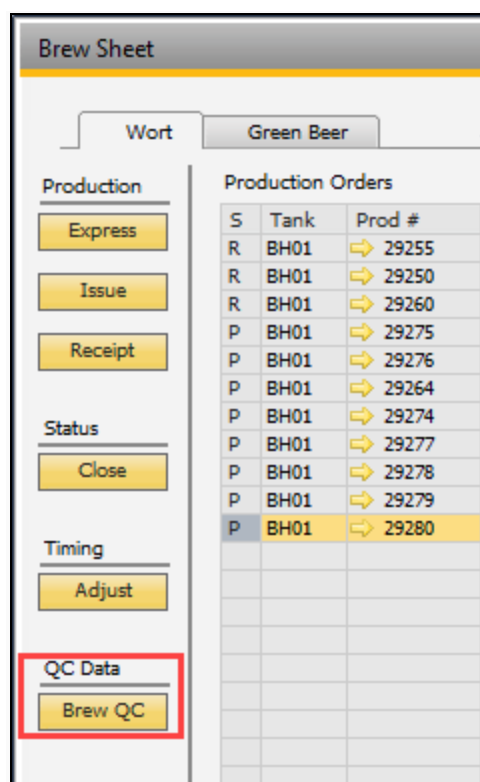 Brew Sheet
Wort
Green Beer
Production
Express
Issue
Receipt
Status
Close
Timing
Adjust
QC Data
Brew QC
Production Orders
S Tank Prod #
R BH01 29255
R BH01 29250
R BH01 29260
P BH01 29275
P BH01 29276
P BH01 29264
P BH01 29274
P BH01 29277
P BH01 29278
P BH01 29279
P BH01 29280